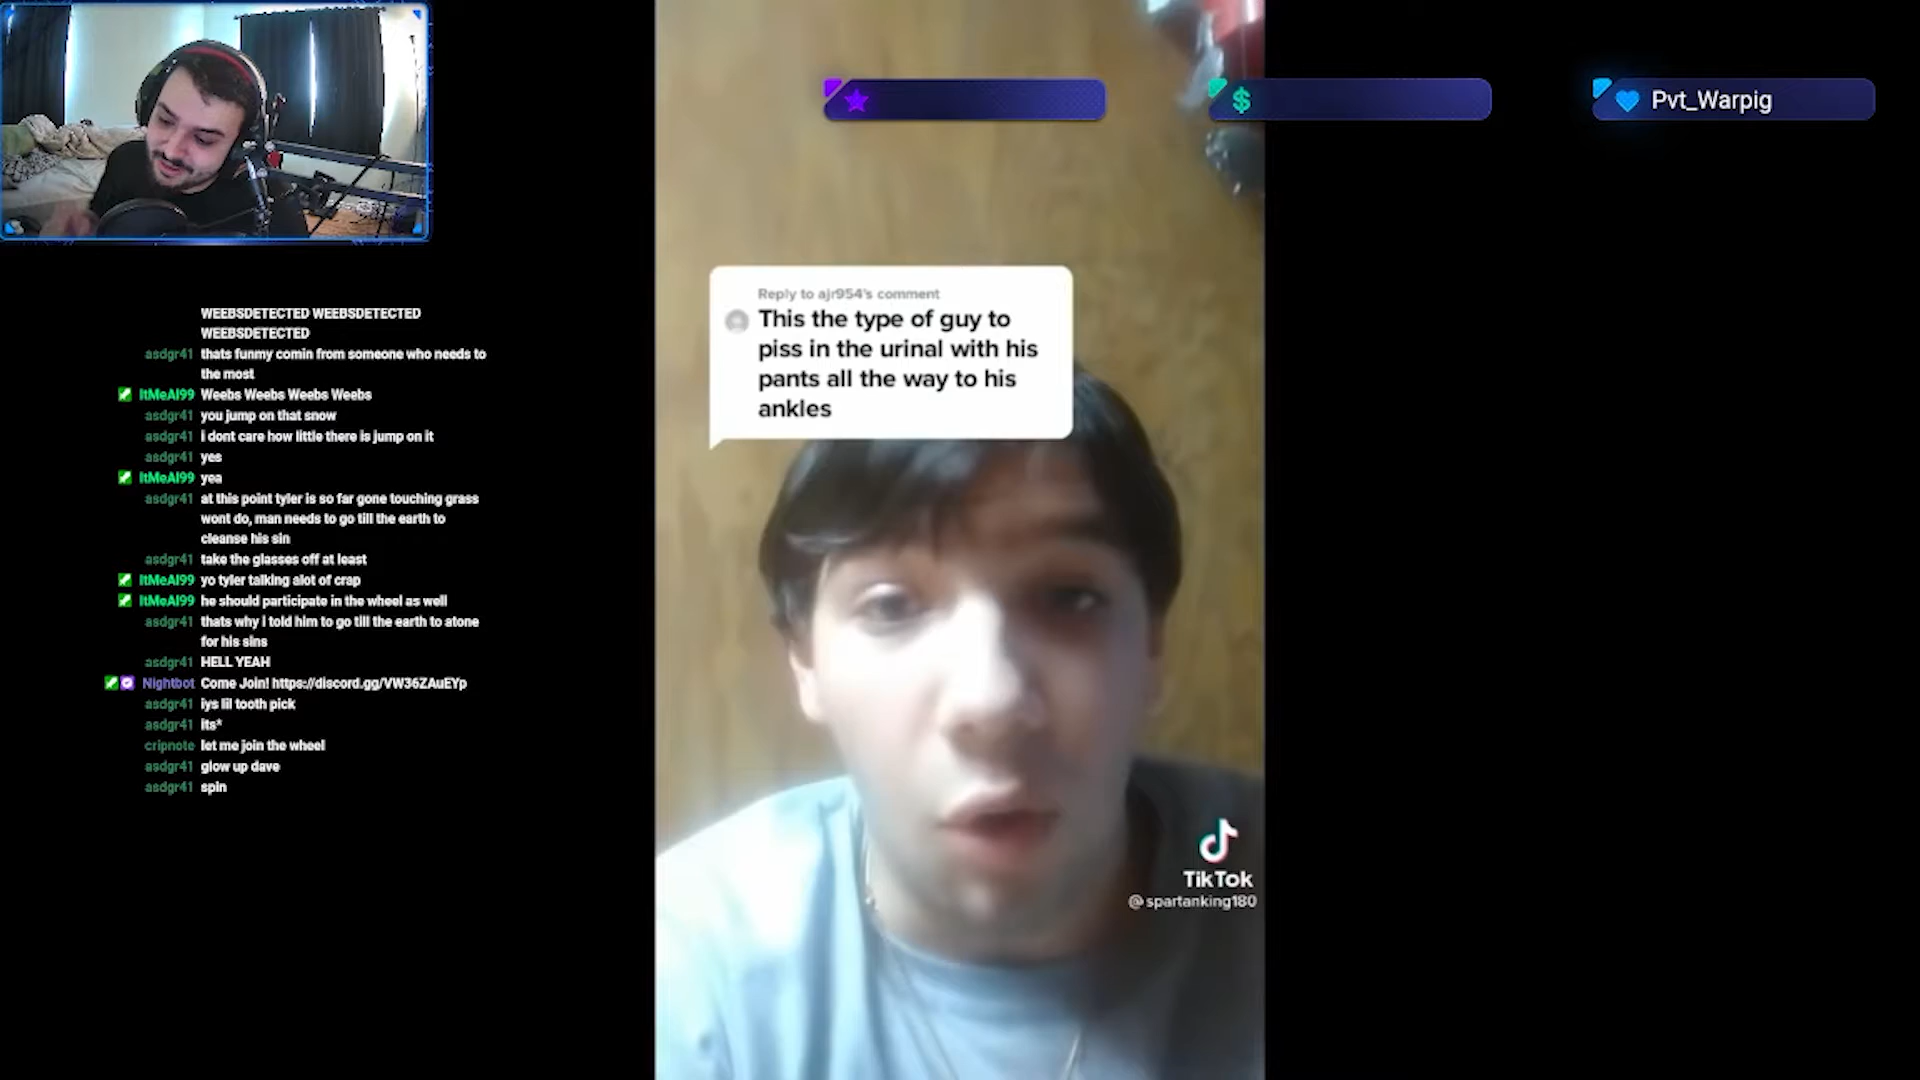 WEEBSDETECTED WEEBSDETECTED
WEEBSDETECTED
asdgr41 thats funmy comin from someone who needs to
the most
ItMeAl99 Weebs Weebs Weebs Weebs
asdgr41 you jump on that snow
asdgr41 i dont care how little there is jump on it
asdgr41 yes
ItMeAl99 yea
asdgr41 at this point tyler is so far gone touching grass
wont do, man needs to go till the earth to
cleanse his sin
asdgr41 take the glasses off at least
ItMeAl99 yo tyler talking alot of crap
ItMeAl99 he should participate in the wheel as well
asdgr41 thats why i told him to go till the earth to atone
for his sins
asdgr41 HELL YEAH
Nightbot Come Join! https://discord.gg/VW36ZAuEYp
asdgr41 iys lil tooth pick
asdgr41 its*
cripnote let me join the wheel
asdgr41 glow up dave
asdgr41 spin
Reply to ajr954's comment
This the type of guy to
piss in the urinal with his
pants all the way to his
ankles
TikTok
@spartanking180
$
Pvt_Warpig